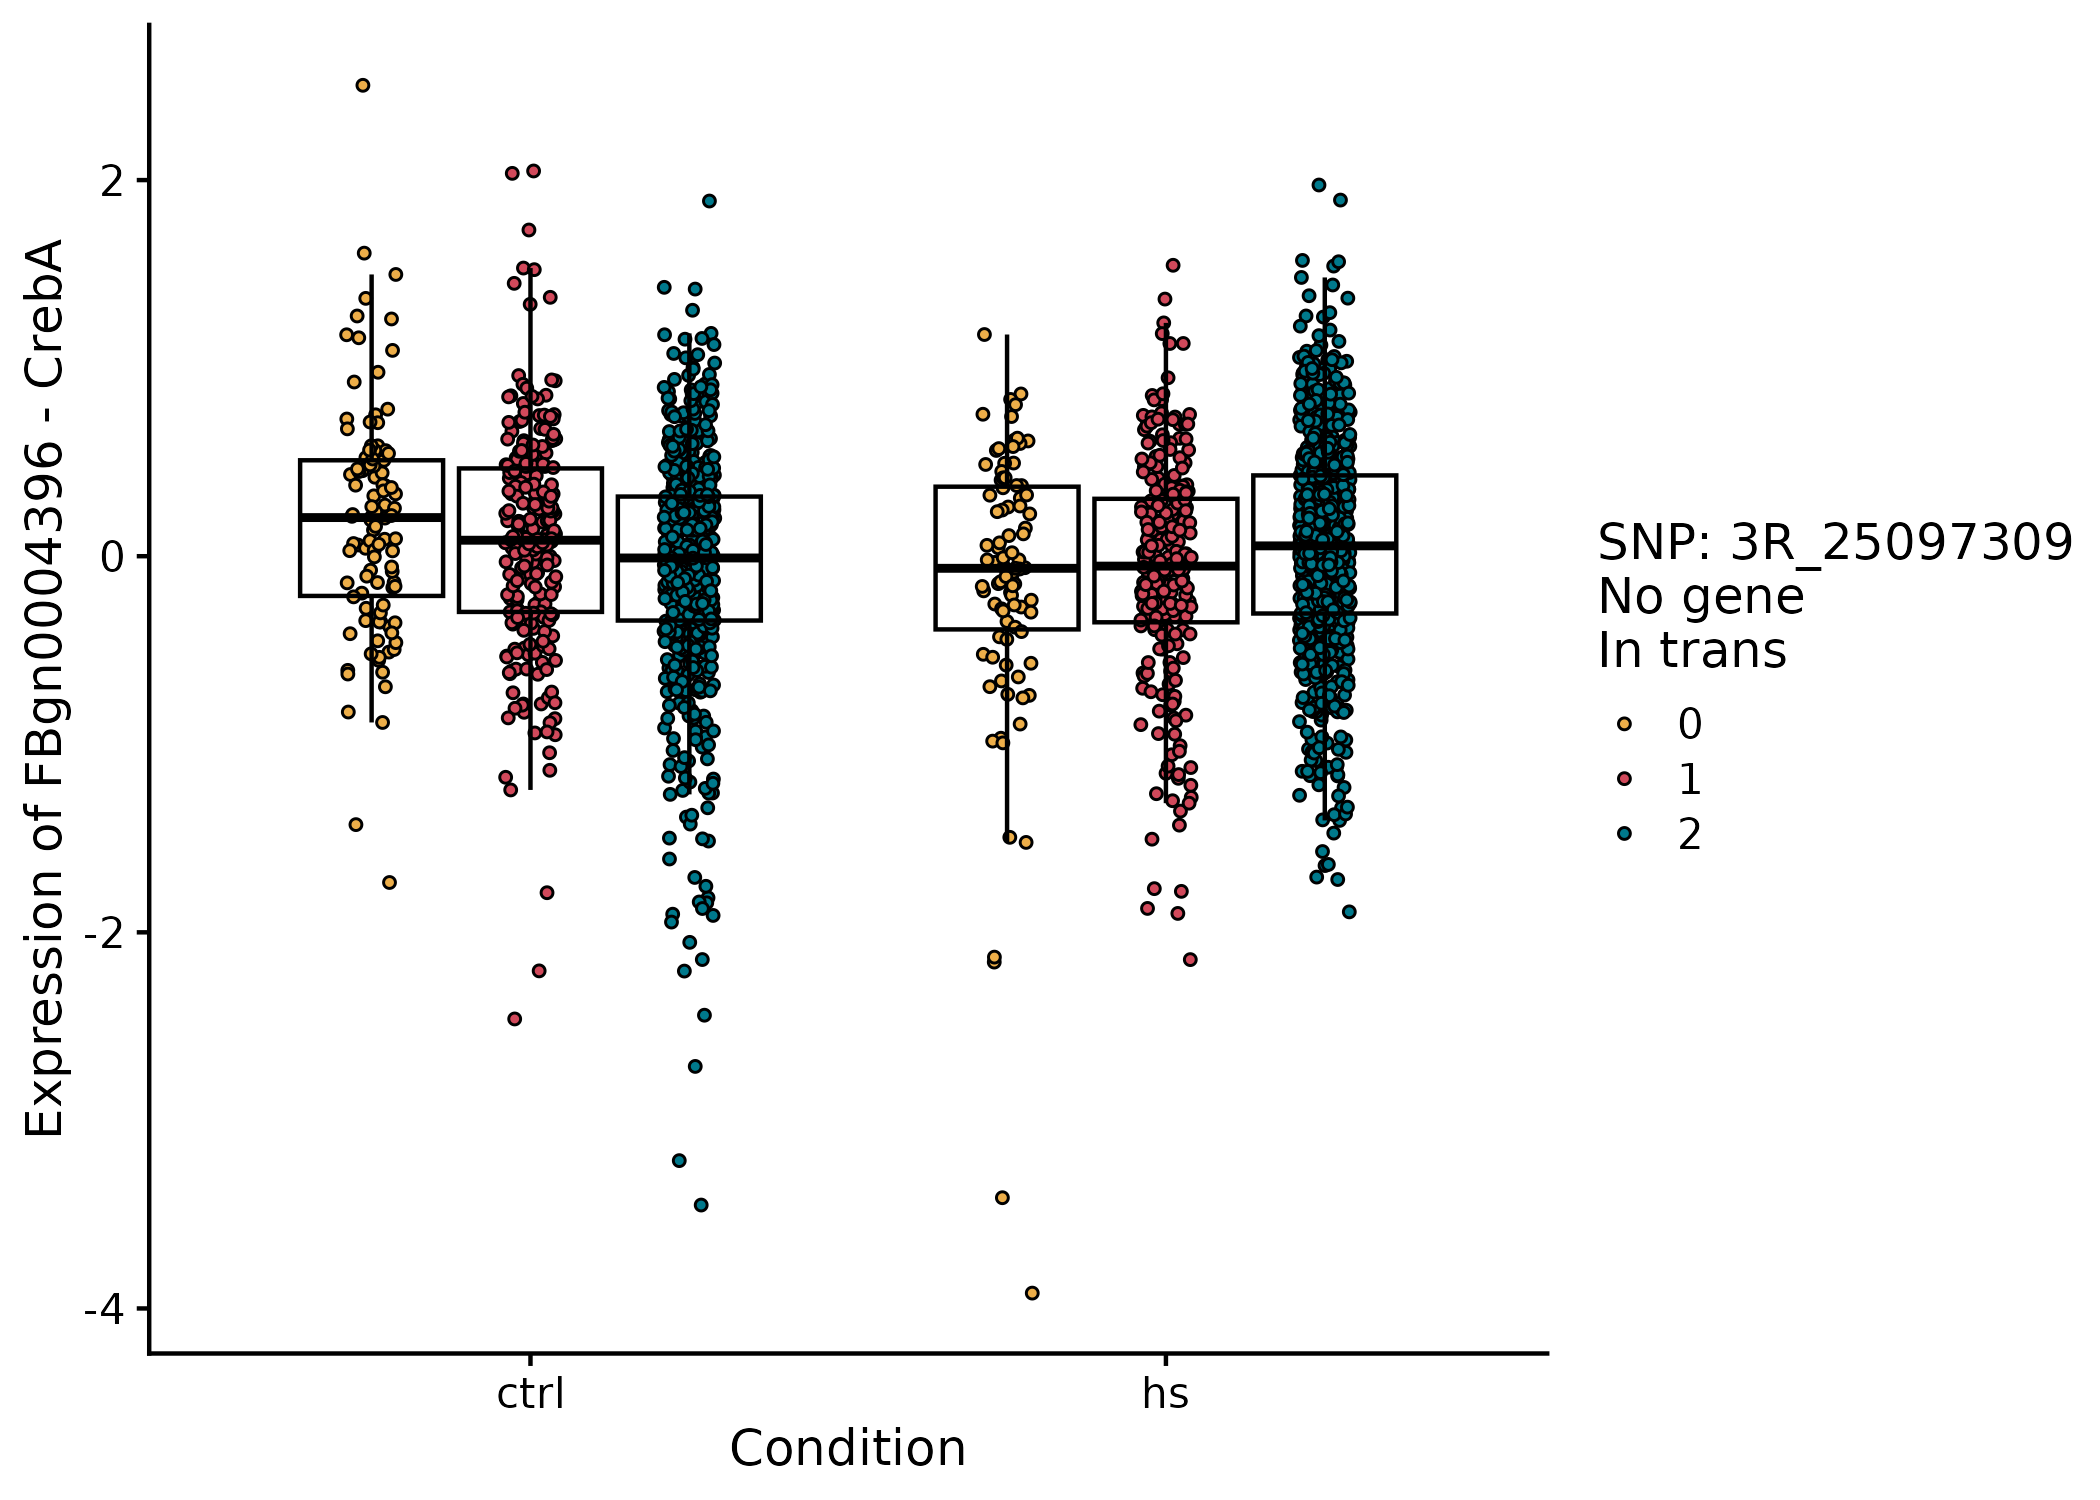 Expression of FBgn0004396 - CrebA
2
0
-2
-4
ctrl
hs
Condition
SNP: 3R_25097309
No gene
In trans
0
1
2